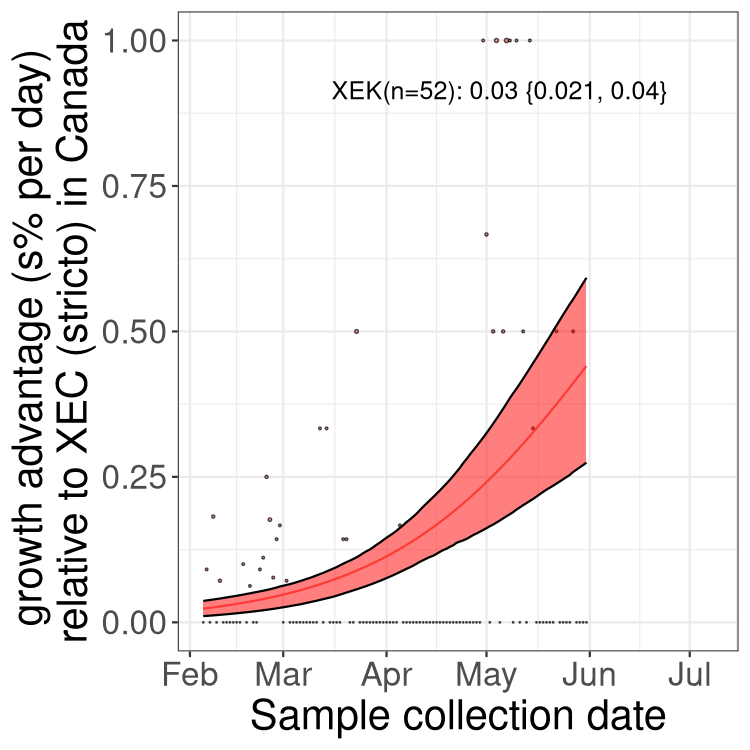 growth advantage (s% per day)
relative to XEC (stricto) in Canada
1.00
0.75
0.50
0.25
0.00
XEK(n=52): 0.03 {0.021, 0.04}
Feb Mar Apr May Jun Jul
Sample collection date